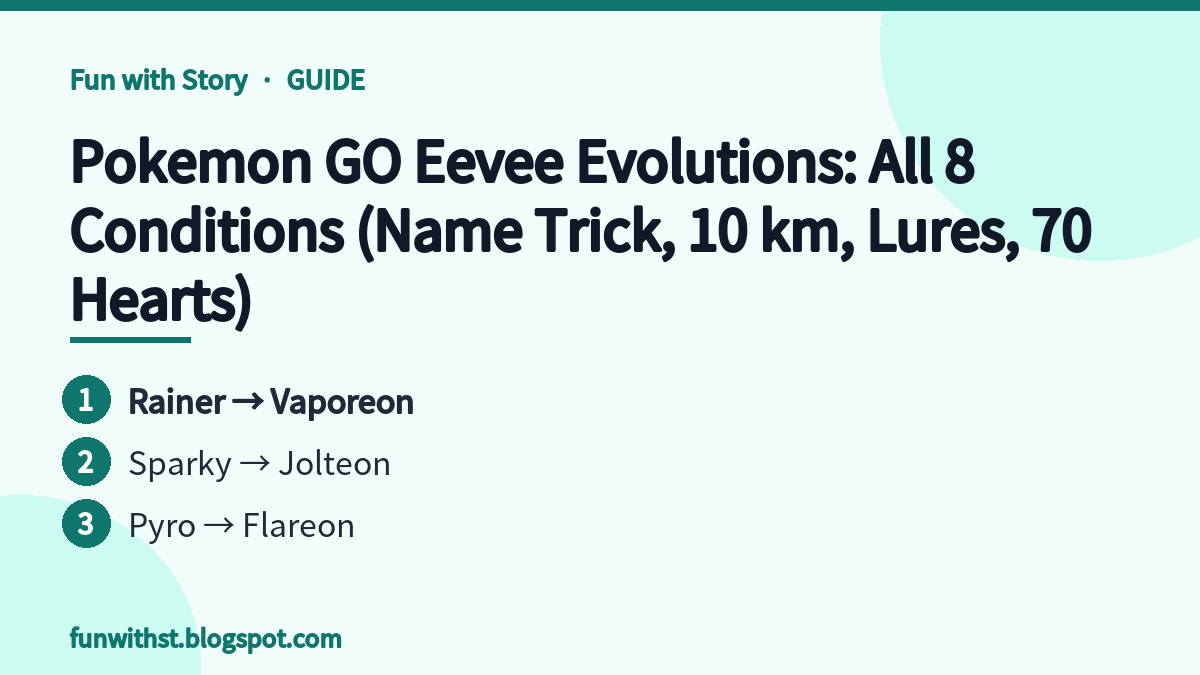 Fun with Story · GUIDE
Pokemon GO Eevee Evolutions: All 8
Conditions (Name Trick, 10 km, Lures, 70
Hearts)
1 Rainer → Vaporeon
2 Sparky → Jolteon
3 Pyro → Flareon
funwithst.blogspot.com